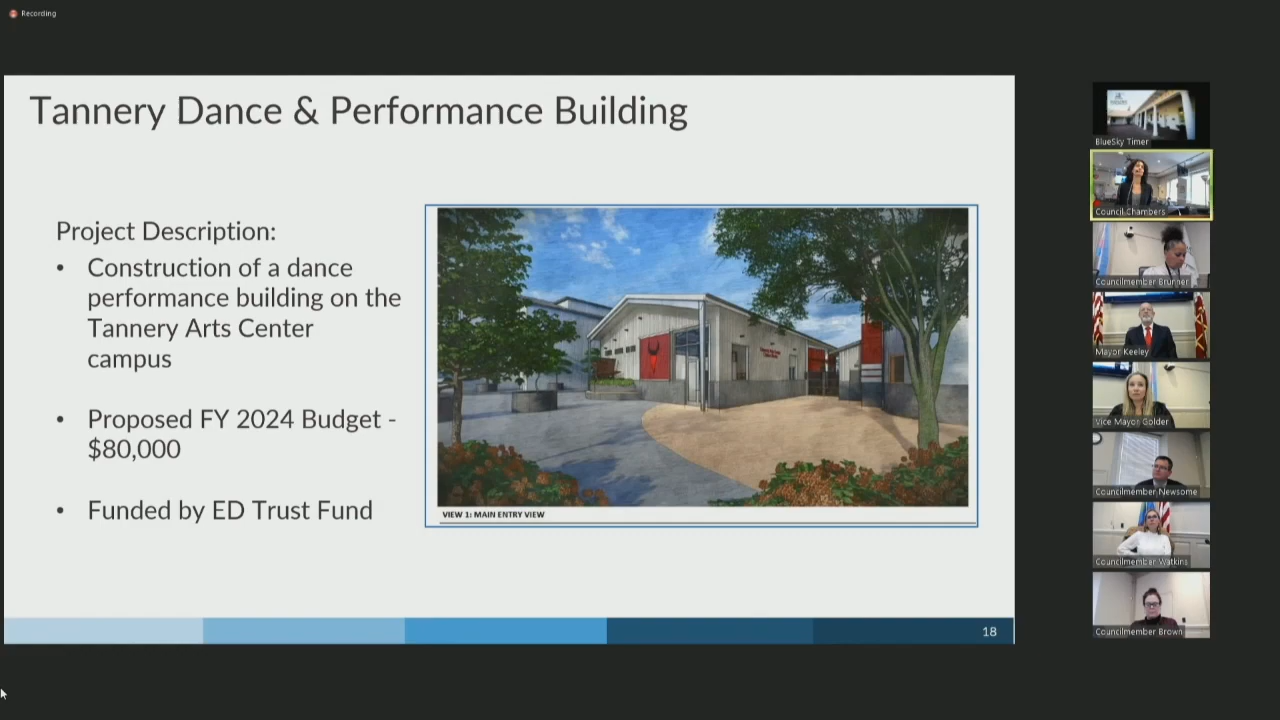 Recording
Tannery Dance & Performance Building
Project Description:
• Construction of a dance
performance building on the
Tannery Arts Center
campus
• Proposed FY 2024 Budget -
$80,000
• Funded by ED Trust Fund
VIEW 1: MAIN ENTRY VIEW
18
BlueSky Timer
Council Chambers
Councilmember Brunner
Mayor Keeley
Vice Mayor Golder
Councilmember Newsome
Councilmember Watkins
Councilmember Brown